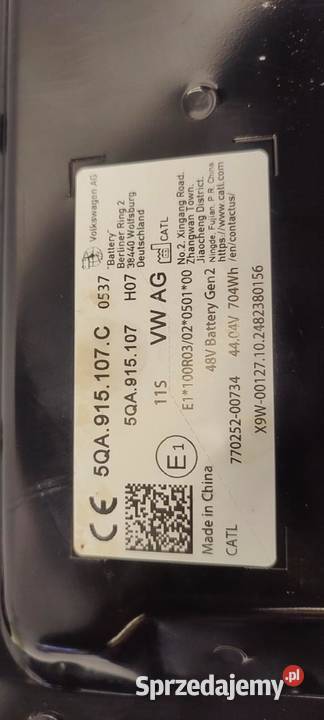 CE 5QA.915.107.C 0537
5QA.915.107 H07
11S VW AG CATL
Volkswagen AG
"Battery"
Berliner Ring 2
38440 Wolfsburg
Deutschland
No.2. Xingang Road.
Zhangwan Town.
Jiaocheng District.
Ningde, Fujian, P. R. China
https://www.catl.com
/en/contactus/
E1
E1*100R03/02*0501*00
Made in China 48V Battery Gen2
CATL 770252-00734 44,04V 704Wh
X9W-00127.10.2482380156
Sprzedajemy.pl